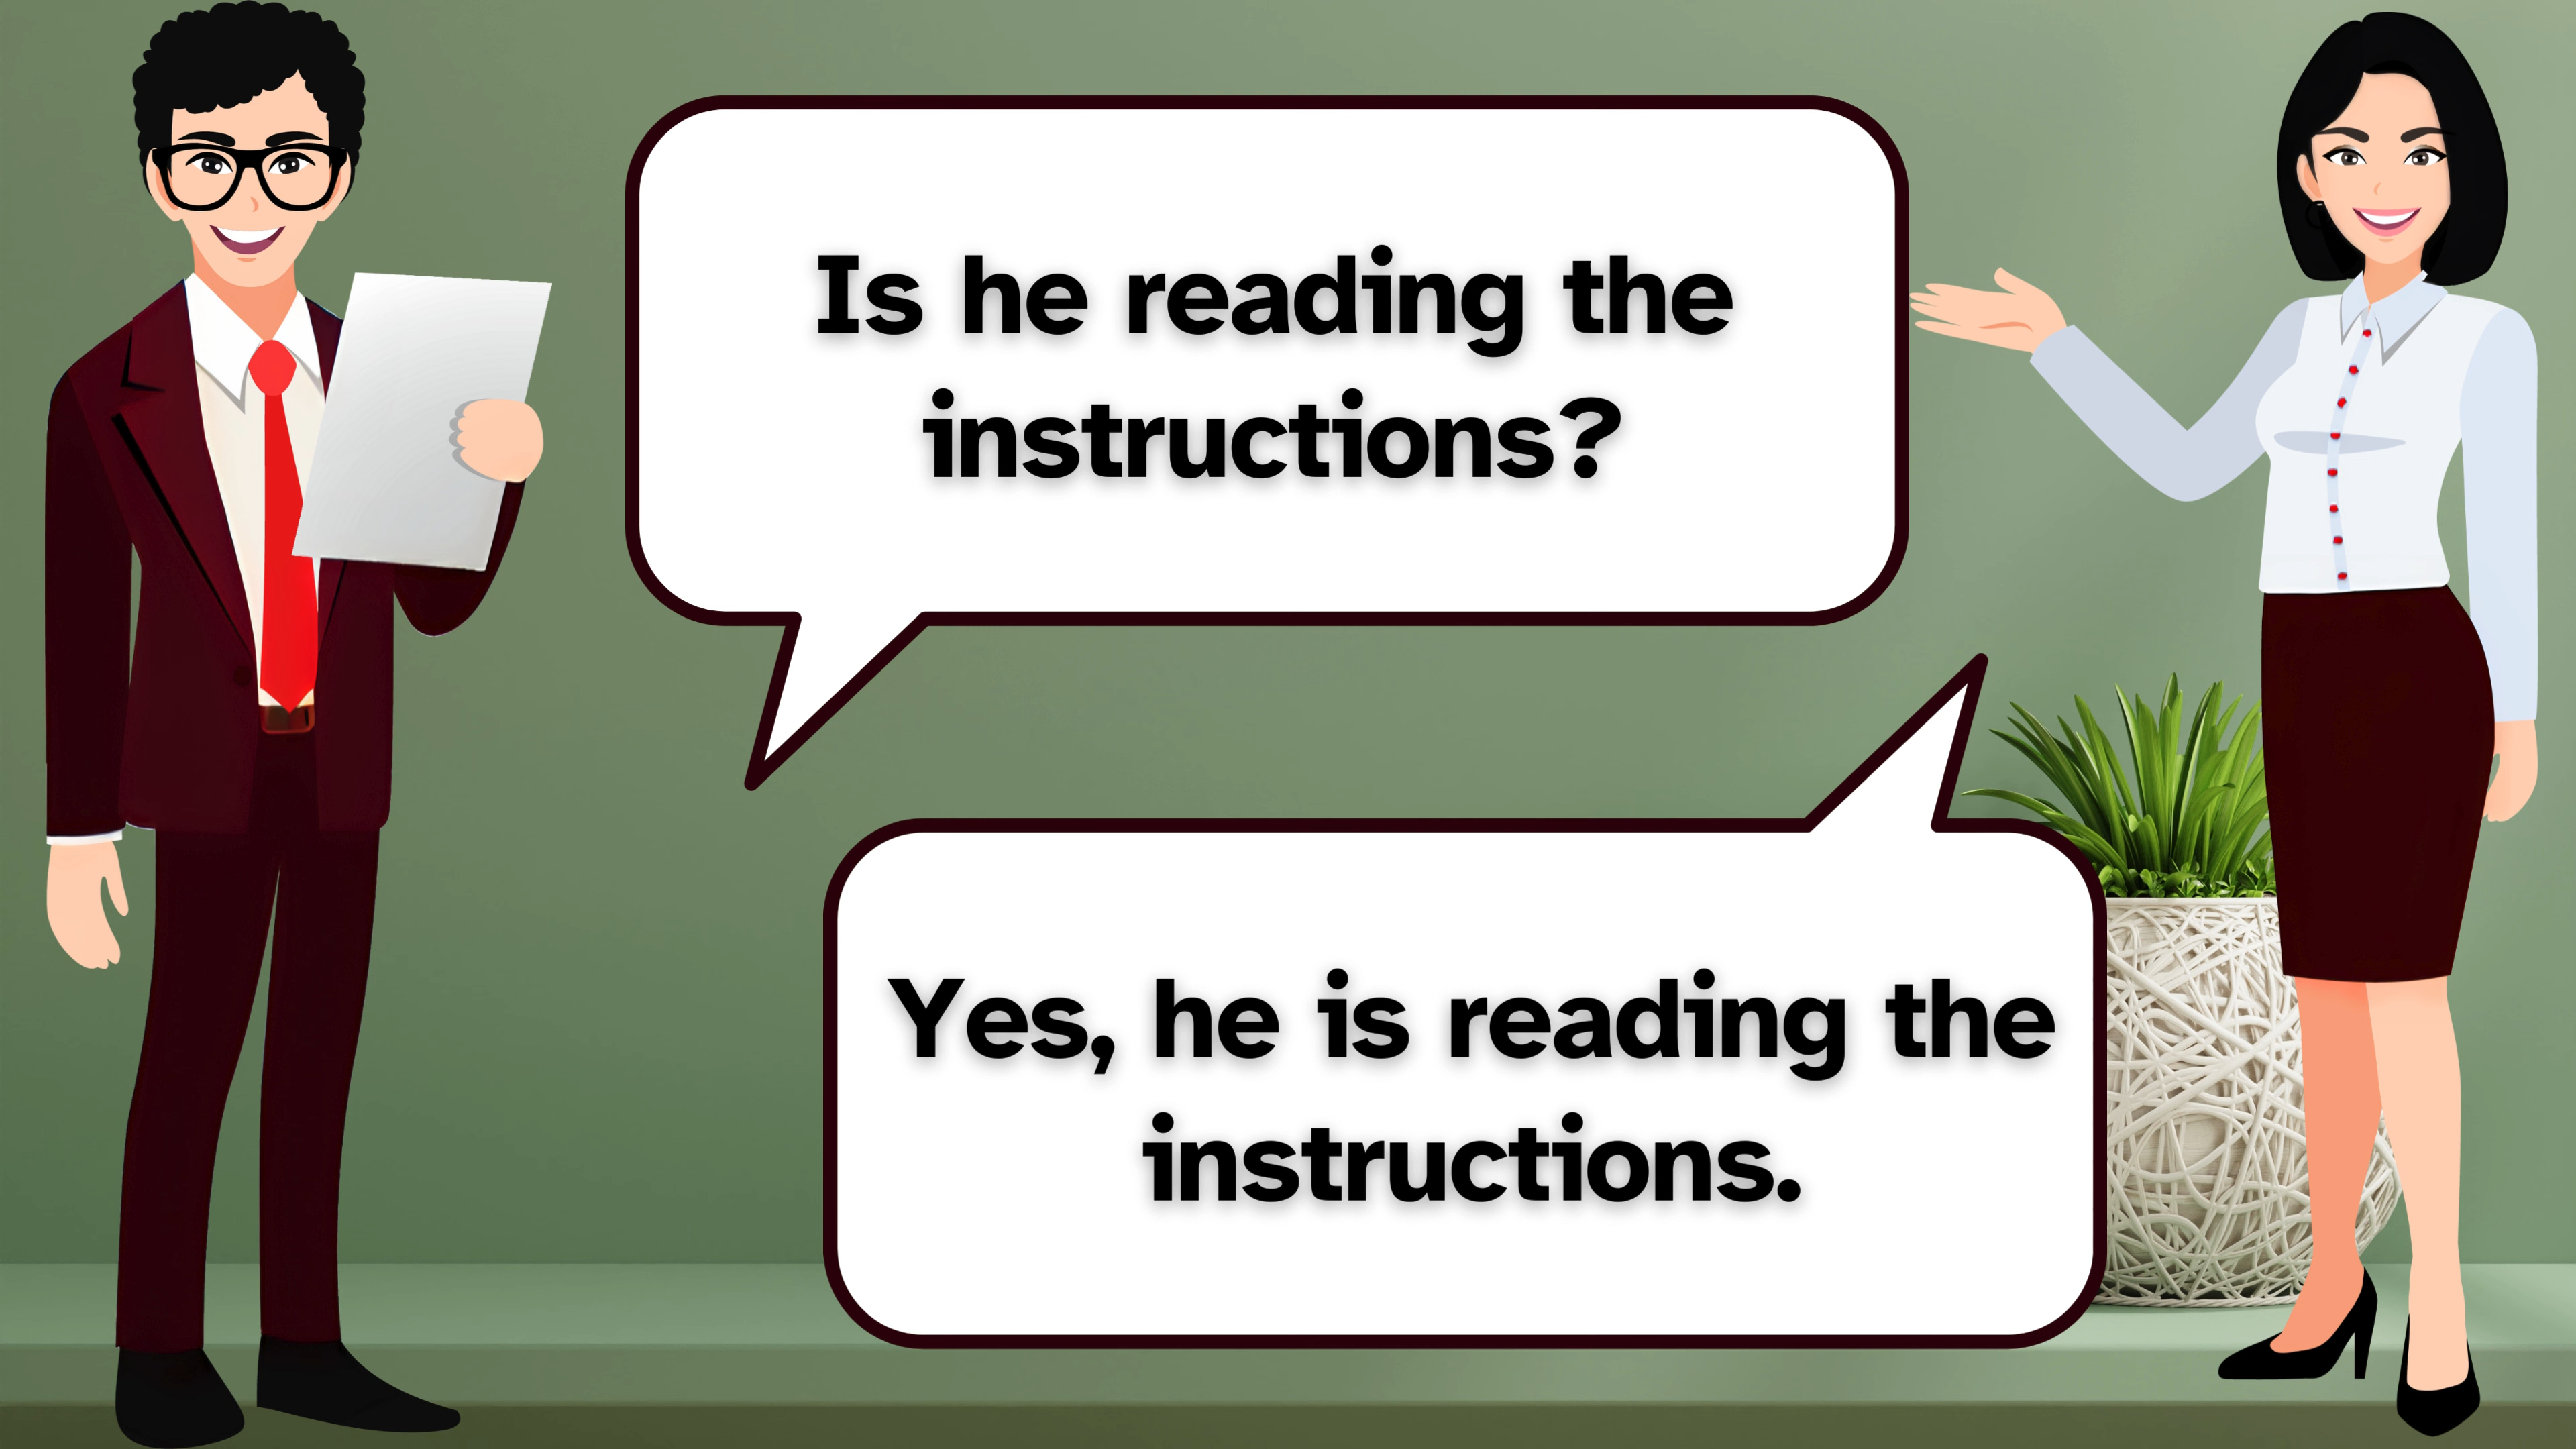 Is he reading the
instructions?
Yes, he is reading the
instructions.